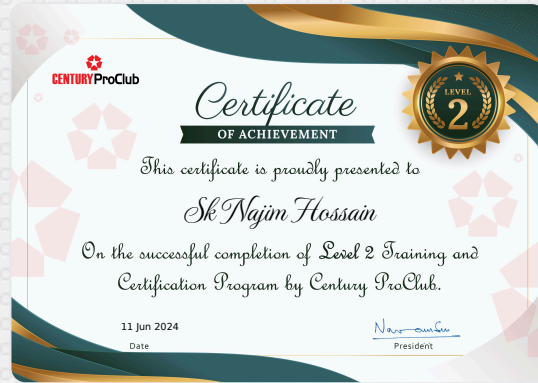 CENTURY ProClub
Certificate
OF ACHIEVEMENT
LEVEL
2
This certificate is proudly presented to
Sk Najim Hossain
On the successful completion of Level 2 Training and
Certification Program by Century ProClub.
11 Jun 2024
Date
President